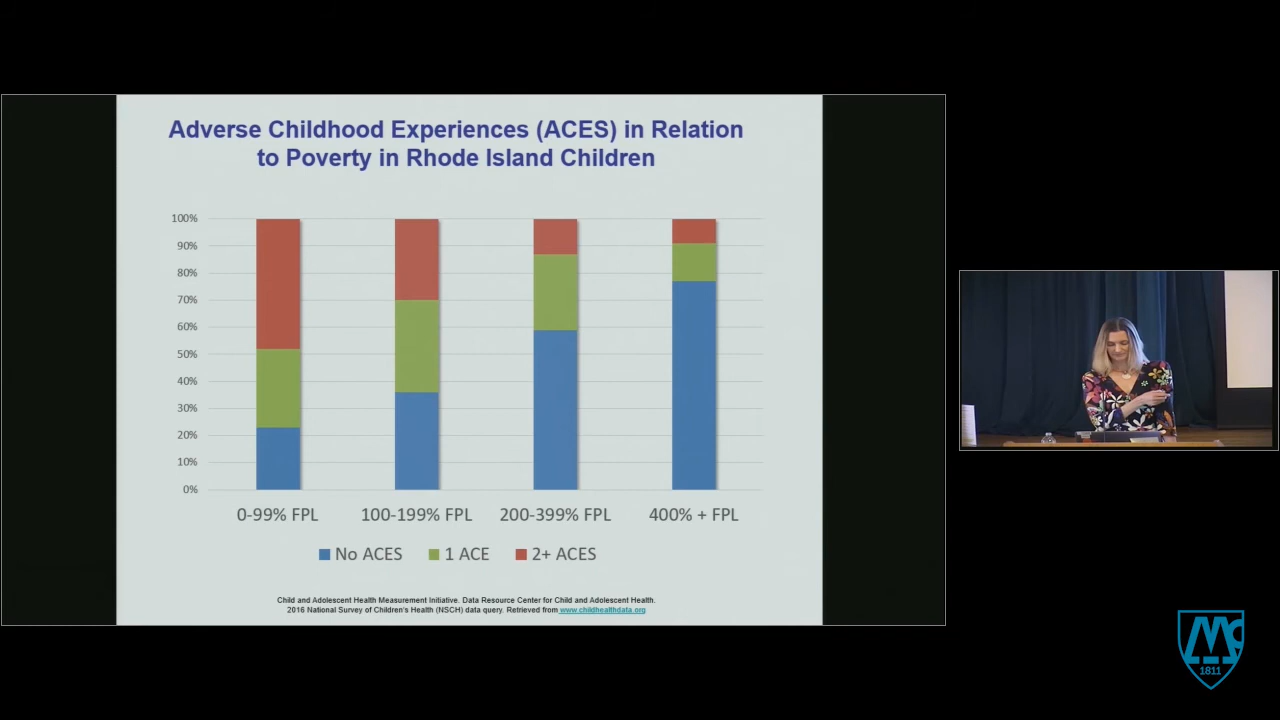 Adverse Childhood Experiences (ACES) in Relation
to Poverty in Rhode Island Children
100%
90%
80%
70%
60%
50%
40%
30%
20%
10%
0%
0-99% FPL 100-199% FPL 200-399% FPL 400% + FPL
No ACES 1 ACE 2+ ACES
Child and Adolescent Health Measurement Initiative. Data Resource Center for Child and Adolescent Health.
2016 National Survey of Children's Health (NSCH) data query. Retrieved from www.childhealthdata.org
Mc
1811